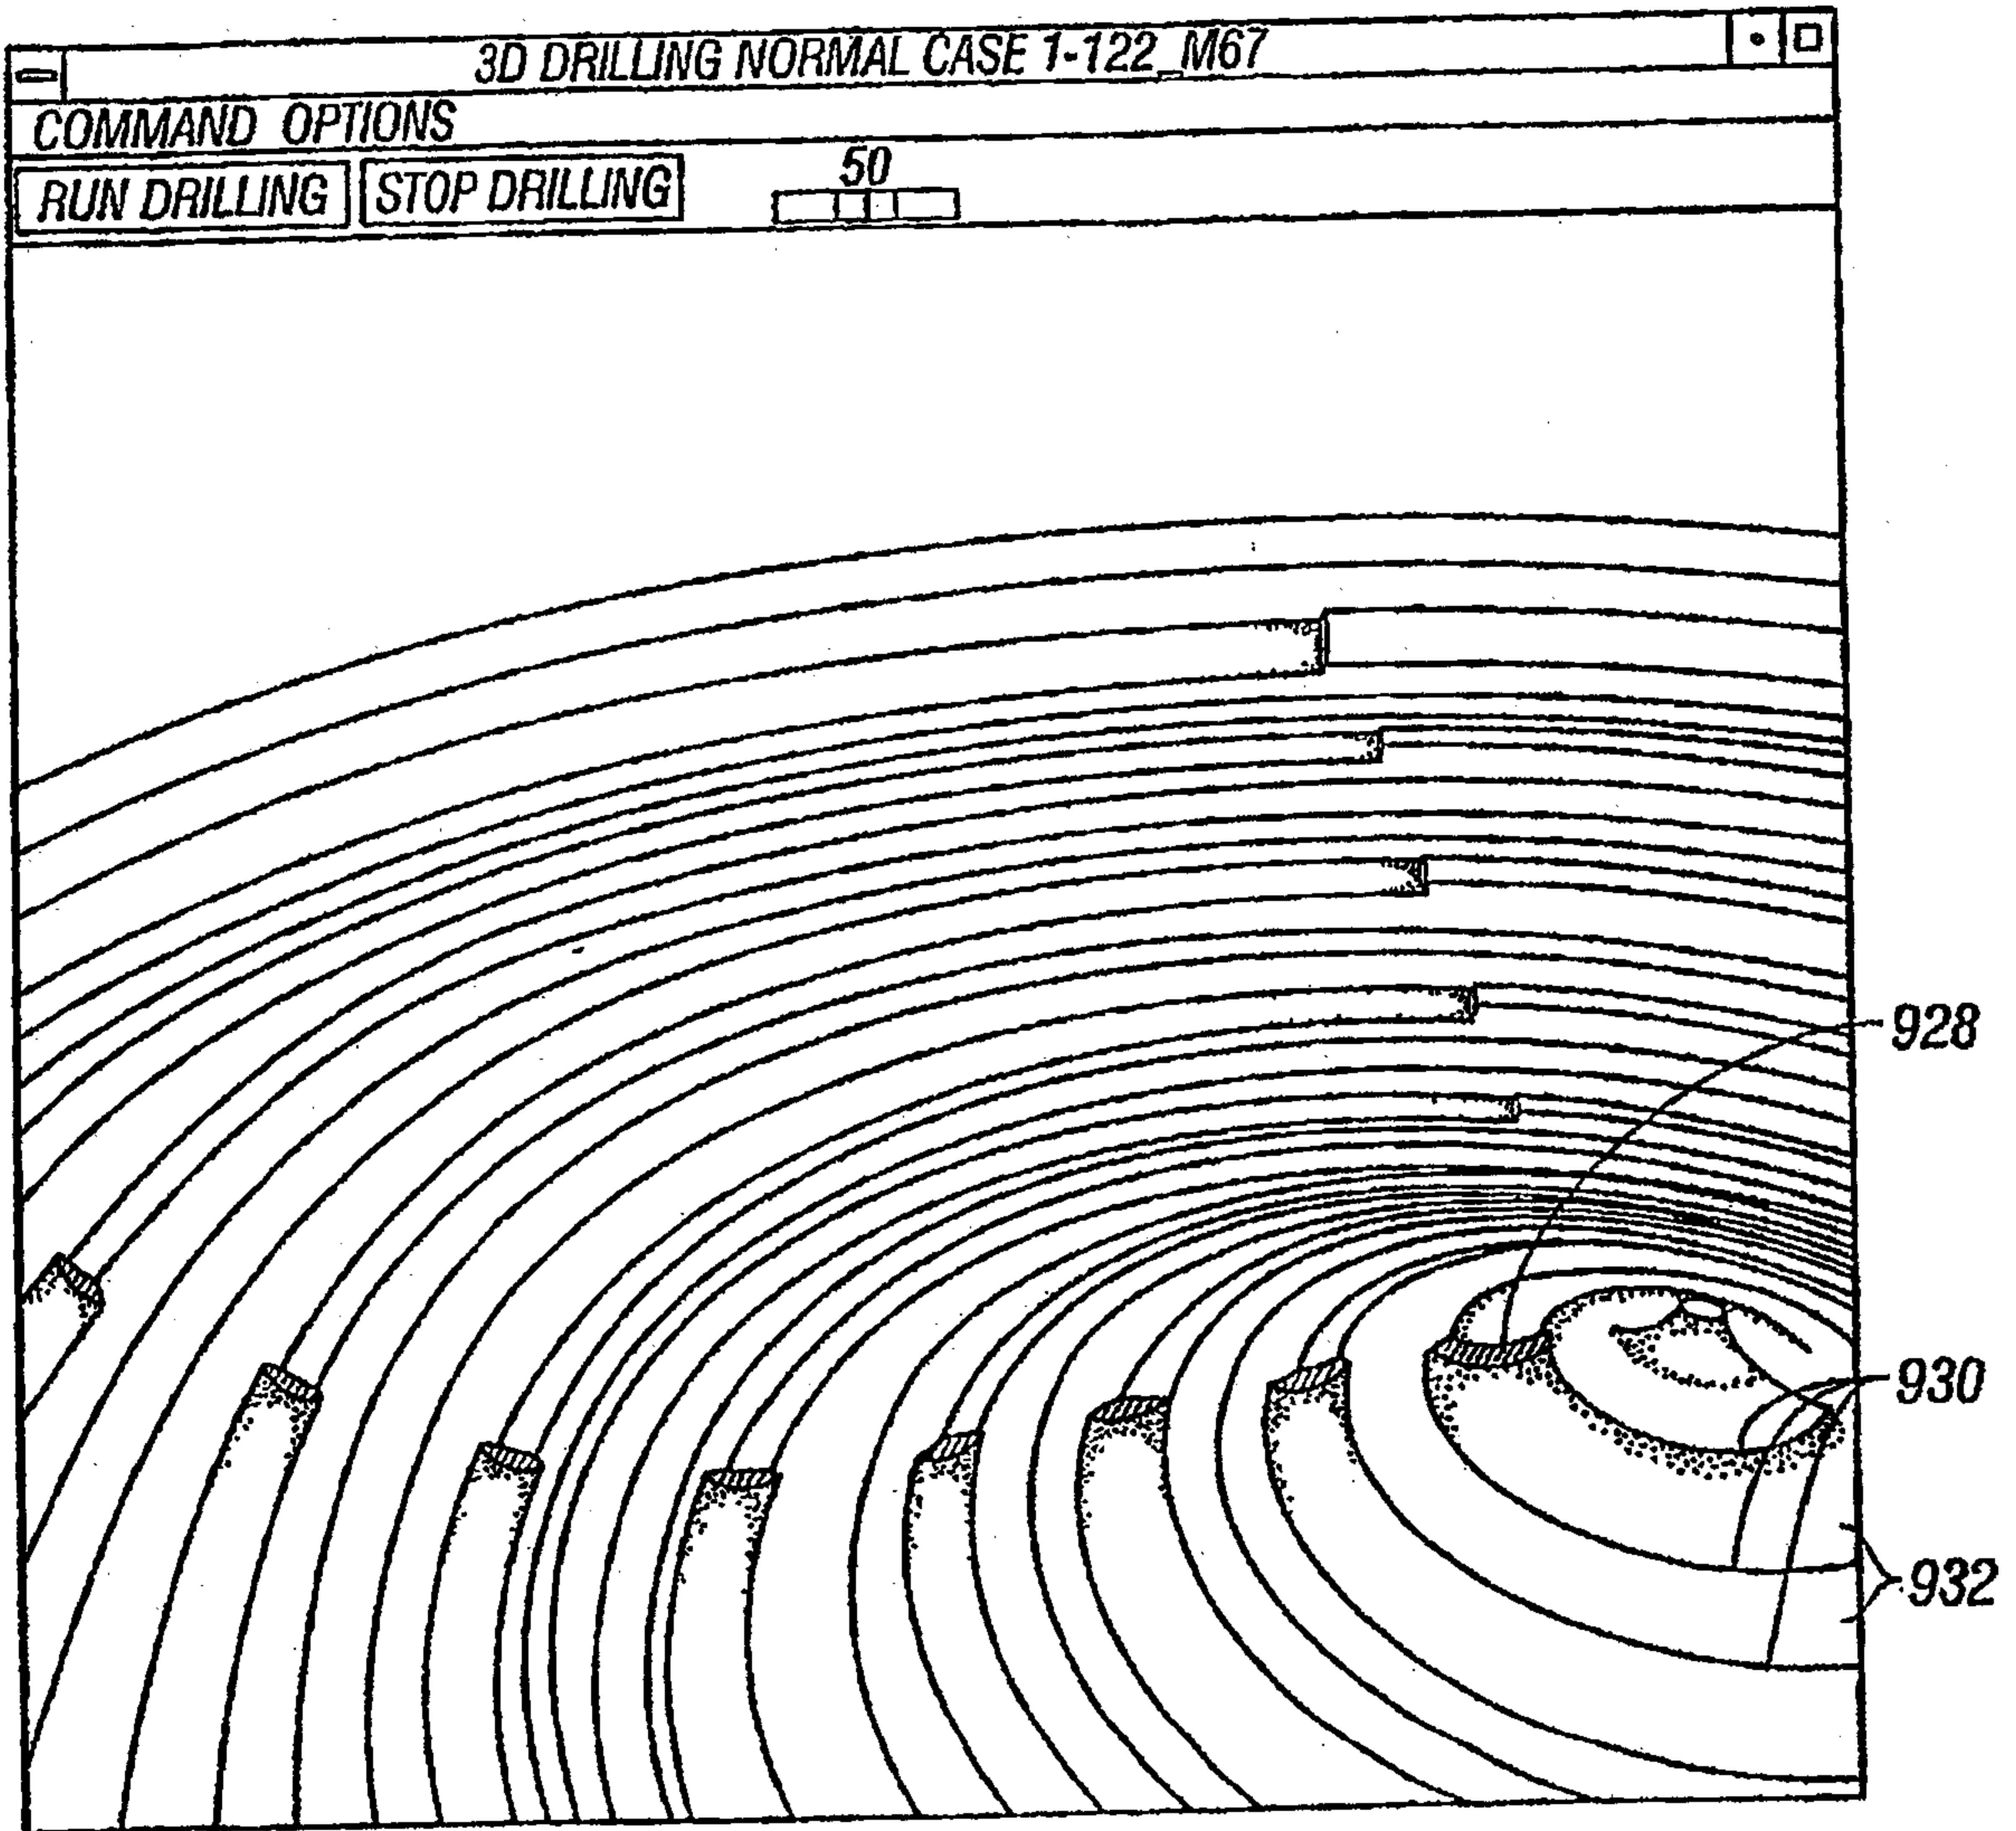 3D DRILLING NORMAL CASE 1-122_M67
COMMAND OPTIONS
RUN DRILLING STOP DRILLING 50
928
930
932